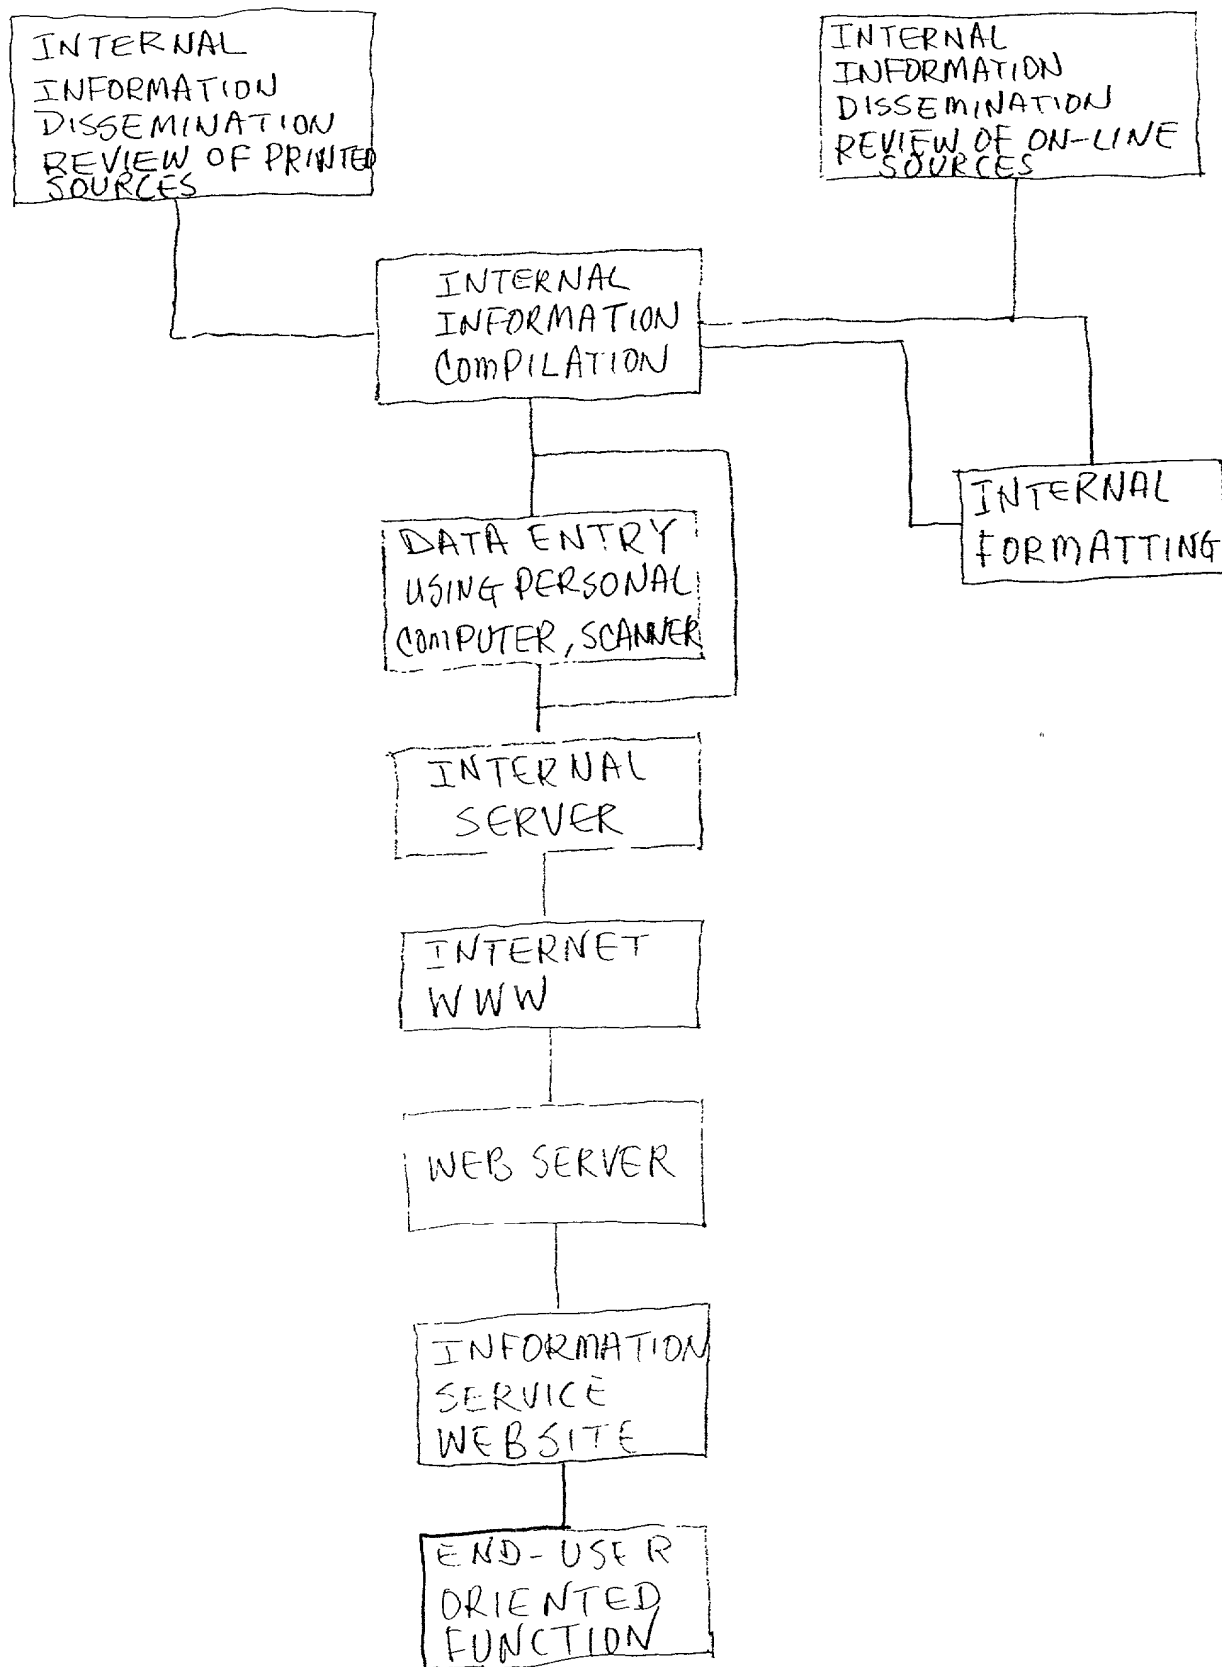 INTERNAL
INFORMATION
DISSEMINATION
REVIEW OF PRINTED
SOURCES
INTERNAL
INFORMATION
DISSEMINATION
REVIEW OF ON-LINE
SOURCES
INTERNAL
INFORMATION
COMPILATION
INTERNAL
FORMATTING
DATA ENTRY
USING PERSONAL
COMPUTER, SCANNER
INTERNAL
SERVER
INTERNET
WWW
WEB SERVER
INFORMATION
SERVICE
WEBSITE
END-USER
ORIENTED
FUNCTION